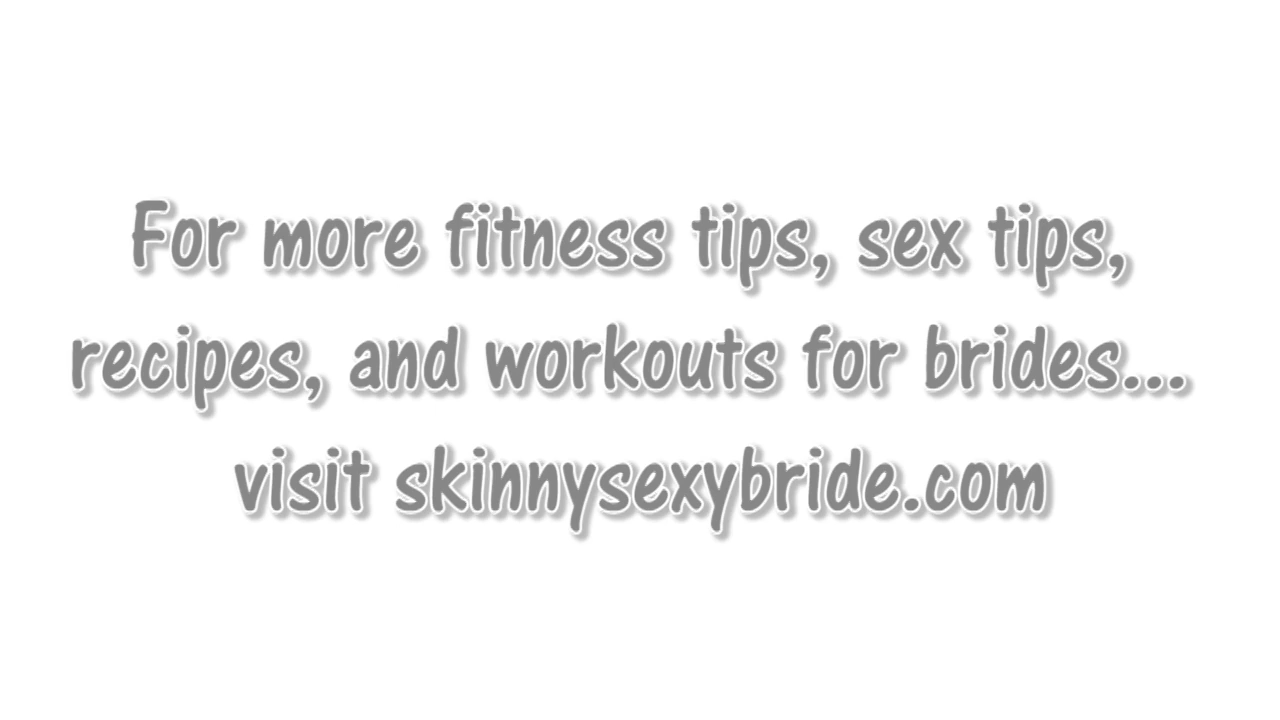 For more fitness tips, sex tips,
recipes, and workouts for brides...
visit skinnysexybride.com